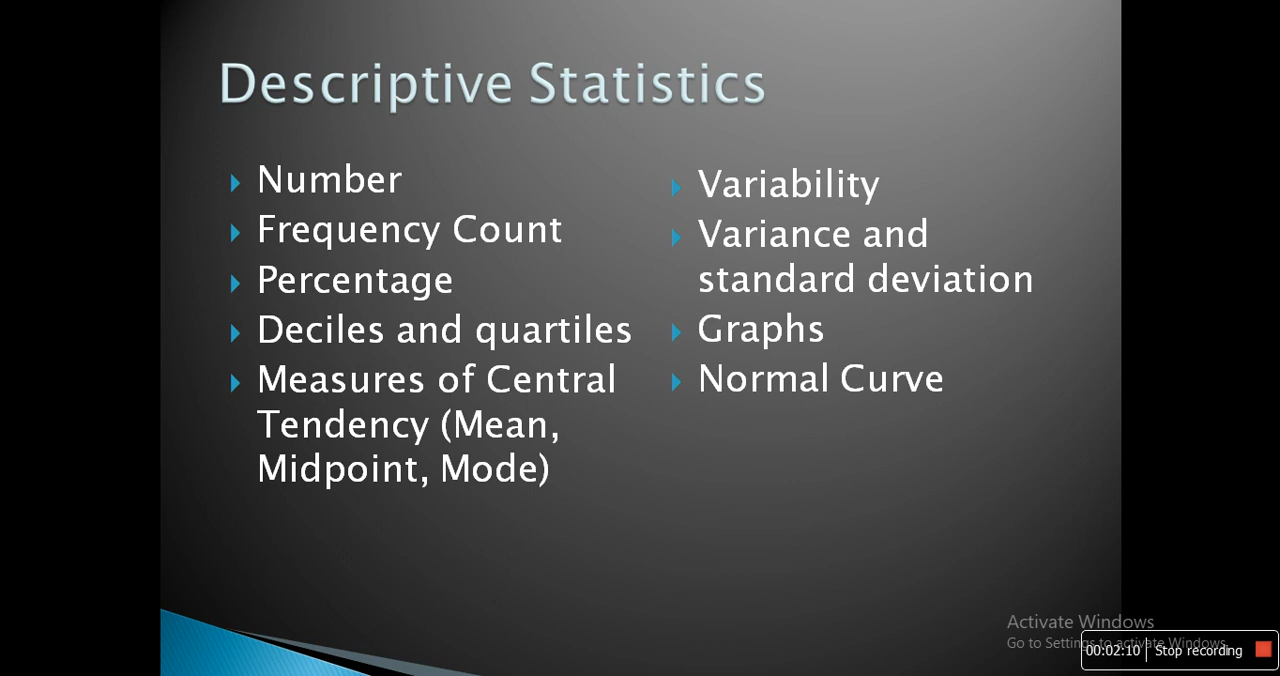 Descriptive Statistics
Number
Frequency Count
Percentage
Deciles and quartiles
Measures of Central
Tendency (Mean,
Midpoint, Mode)
Variability
Variance and
standard deviation
Graphs
Normal Curve
Activate Windows
Go to Settings to activate Windows.
00:02:10 Stop recording